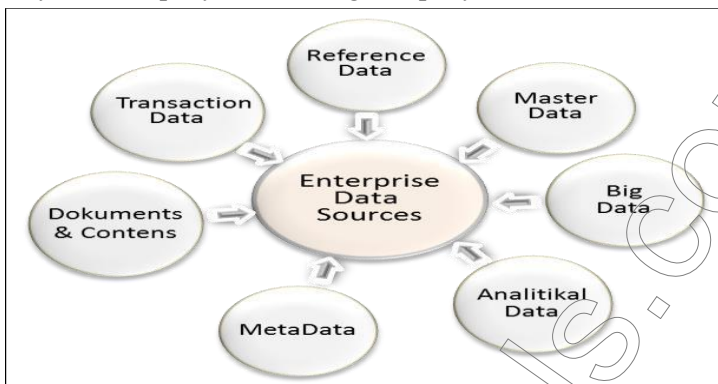 Reference
Data
Transaction
Data
Master
Data
Enterprise
Data
Sources
Big
Data
Dokuments
& Contens
Analitikal
Data
MetaData